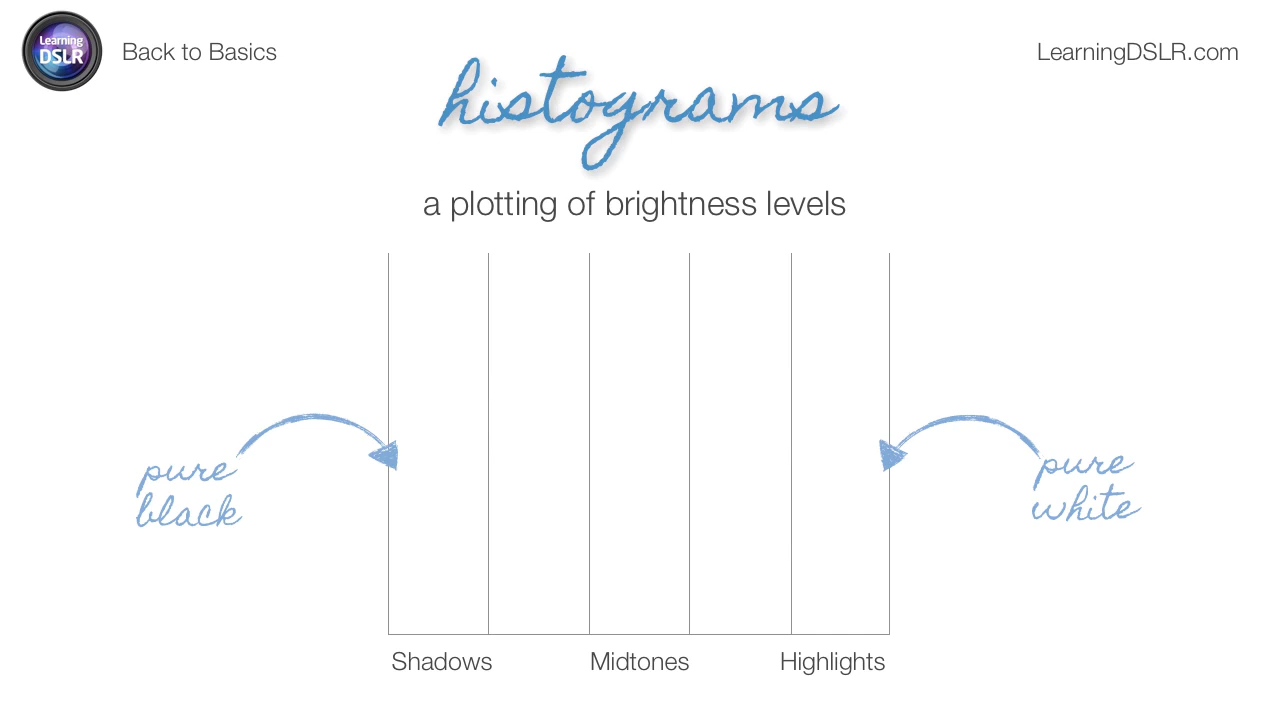 Learning
DSLR
Back to Basics
LearningDSLR.com
histograms
a plotting of brightness levels
pure
black
pure
white
Shadows
Midtones
Highlights